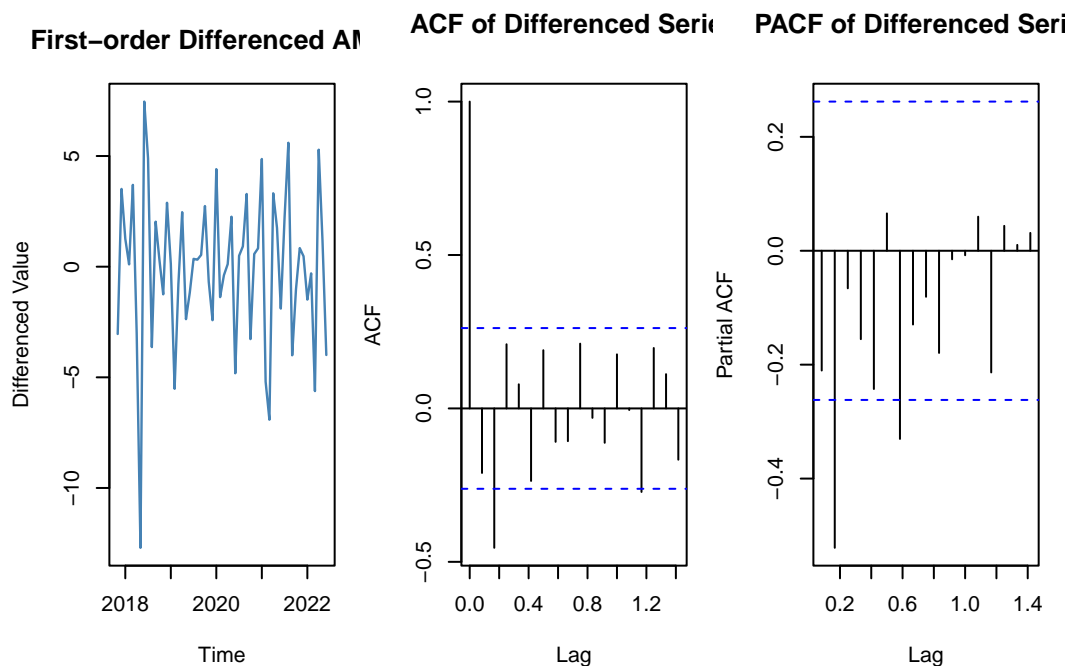 First−order Differenced AM
Differenced Value
5
0
−5
−10
2018
2020
2022
Time
ACF of Differenced Serie
ACF
1.0
0.5
0.0
−0.5
0.0
0.4
0.8
1.2
Lag
PACF of Differenced Seri
Partial ACF
0.2
0.0
−0.2
−0.4
0.2
0.6
1.0
1.4
Lag